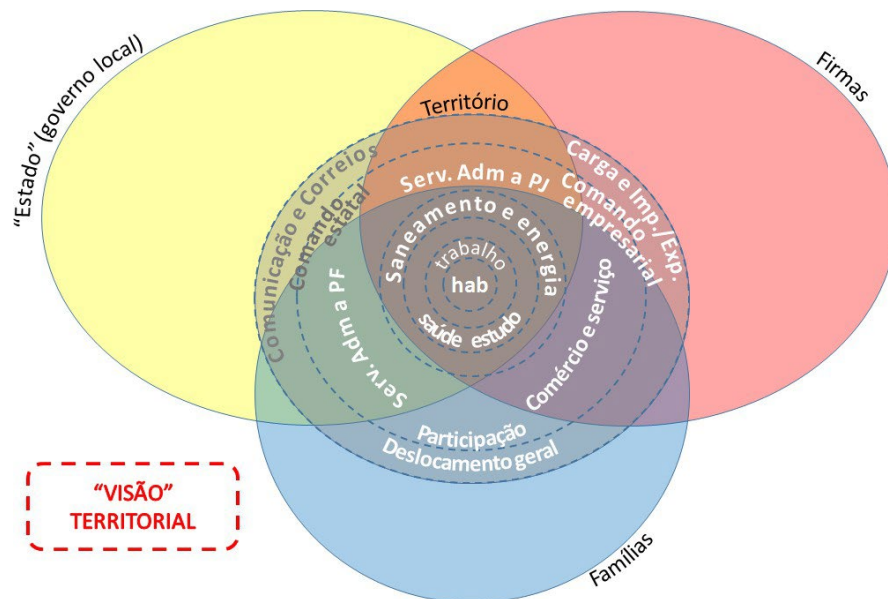 “Estado” (governo local)
Firmas
Território
Comunicação e Correios
Comando
estatal
Serv. Adm a PJ
Carga e Imp./Exp.
Comando
empresarial
Saneamento e energia
trabalho
hab
saúde estudo
Serv. Adm a PF
Comércio e serviço
Participação
Deslocamento geral
“VISÃO”
TERRITORIAL
Famílias